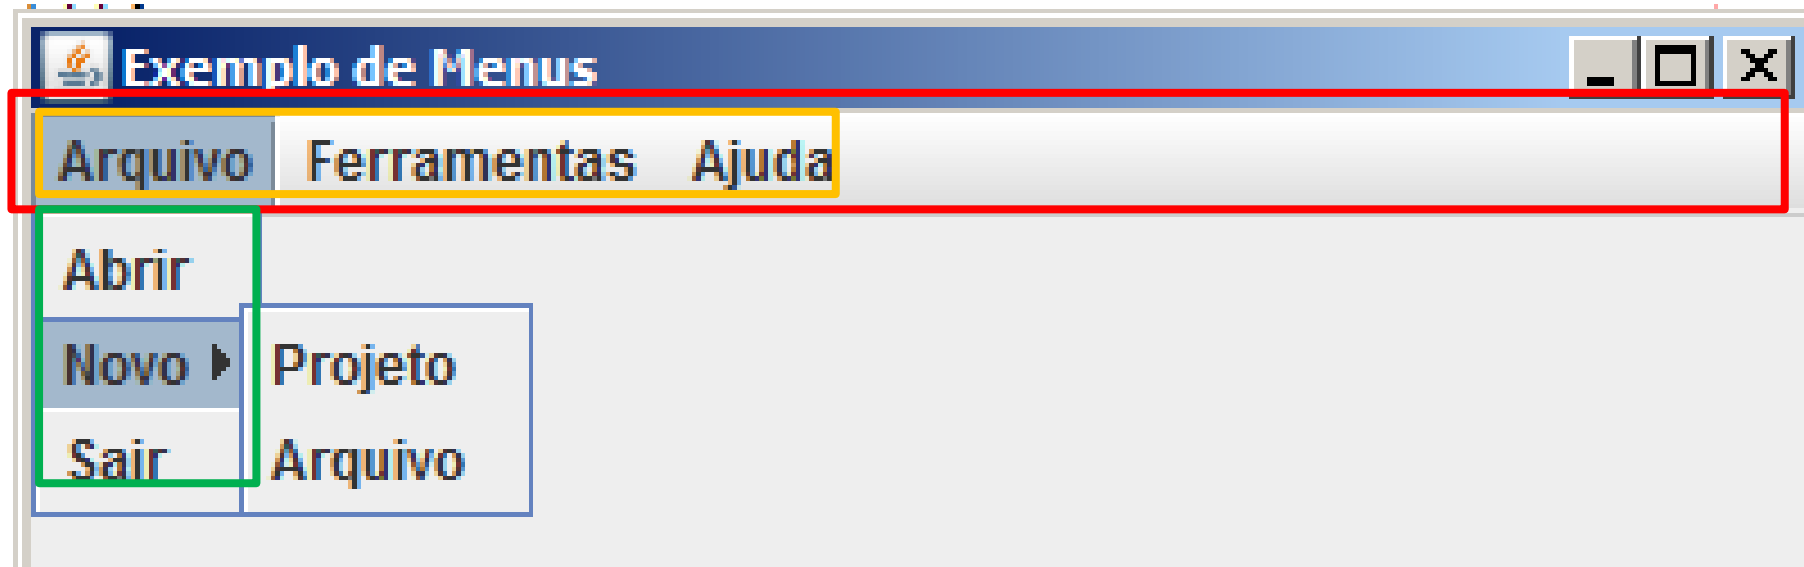 Exemplo de Menus
Arquivo Ferramentas Ajuda
Abrir
Novo Projeto
Sair Arquivo